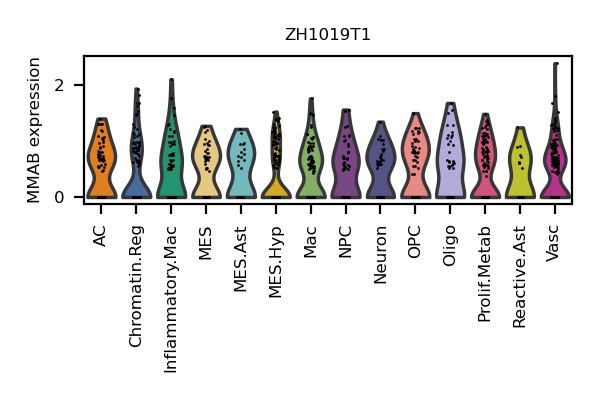 ZH1019T1
MMAB expression
2
0
AC
Chromatin.Reg
Inflammatory.Mac
MES
MES.Ast
MES.Hyp
Mac
NPC
Neuron
OPC
Oligo
Prolif.Metab
Reactive.Ast
Vasc